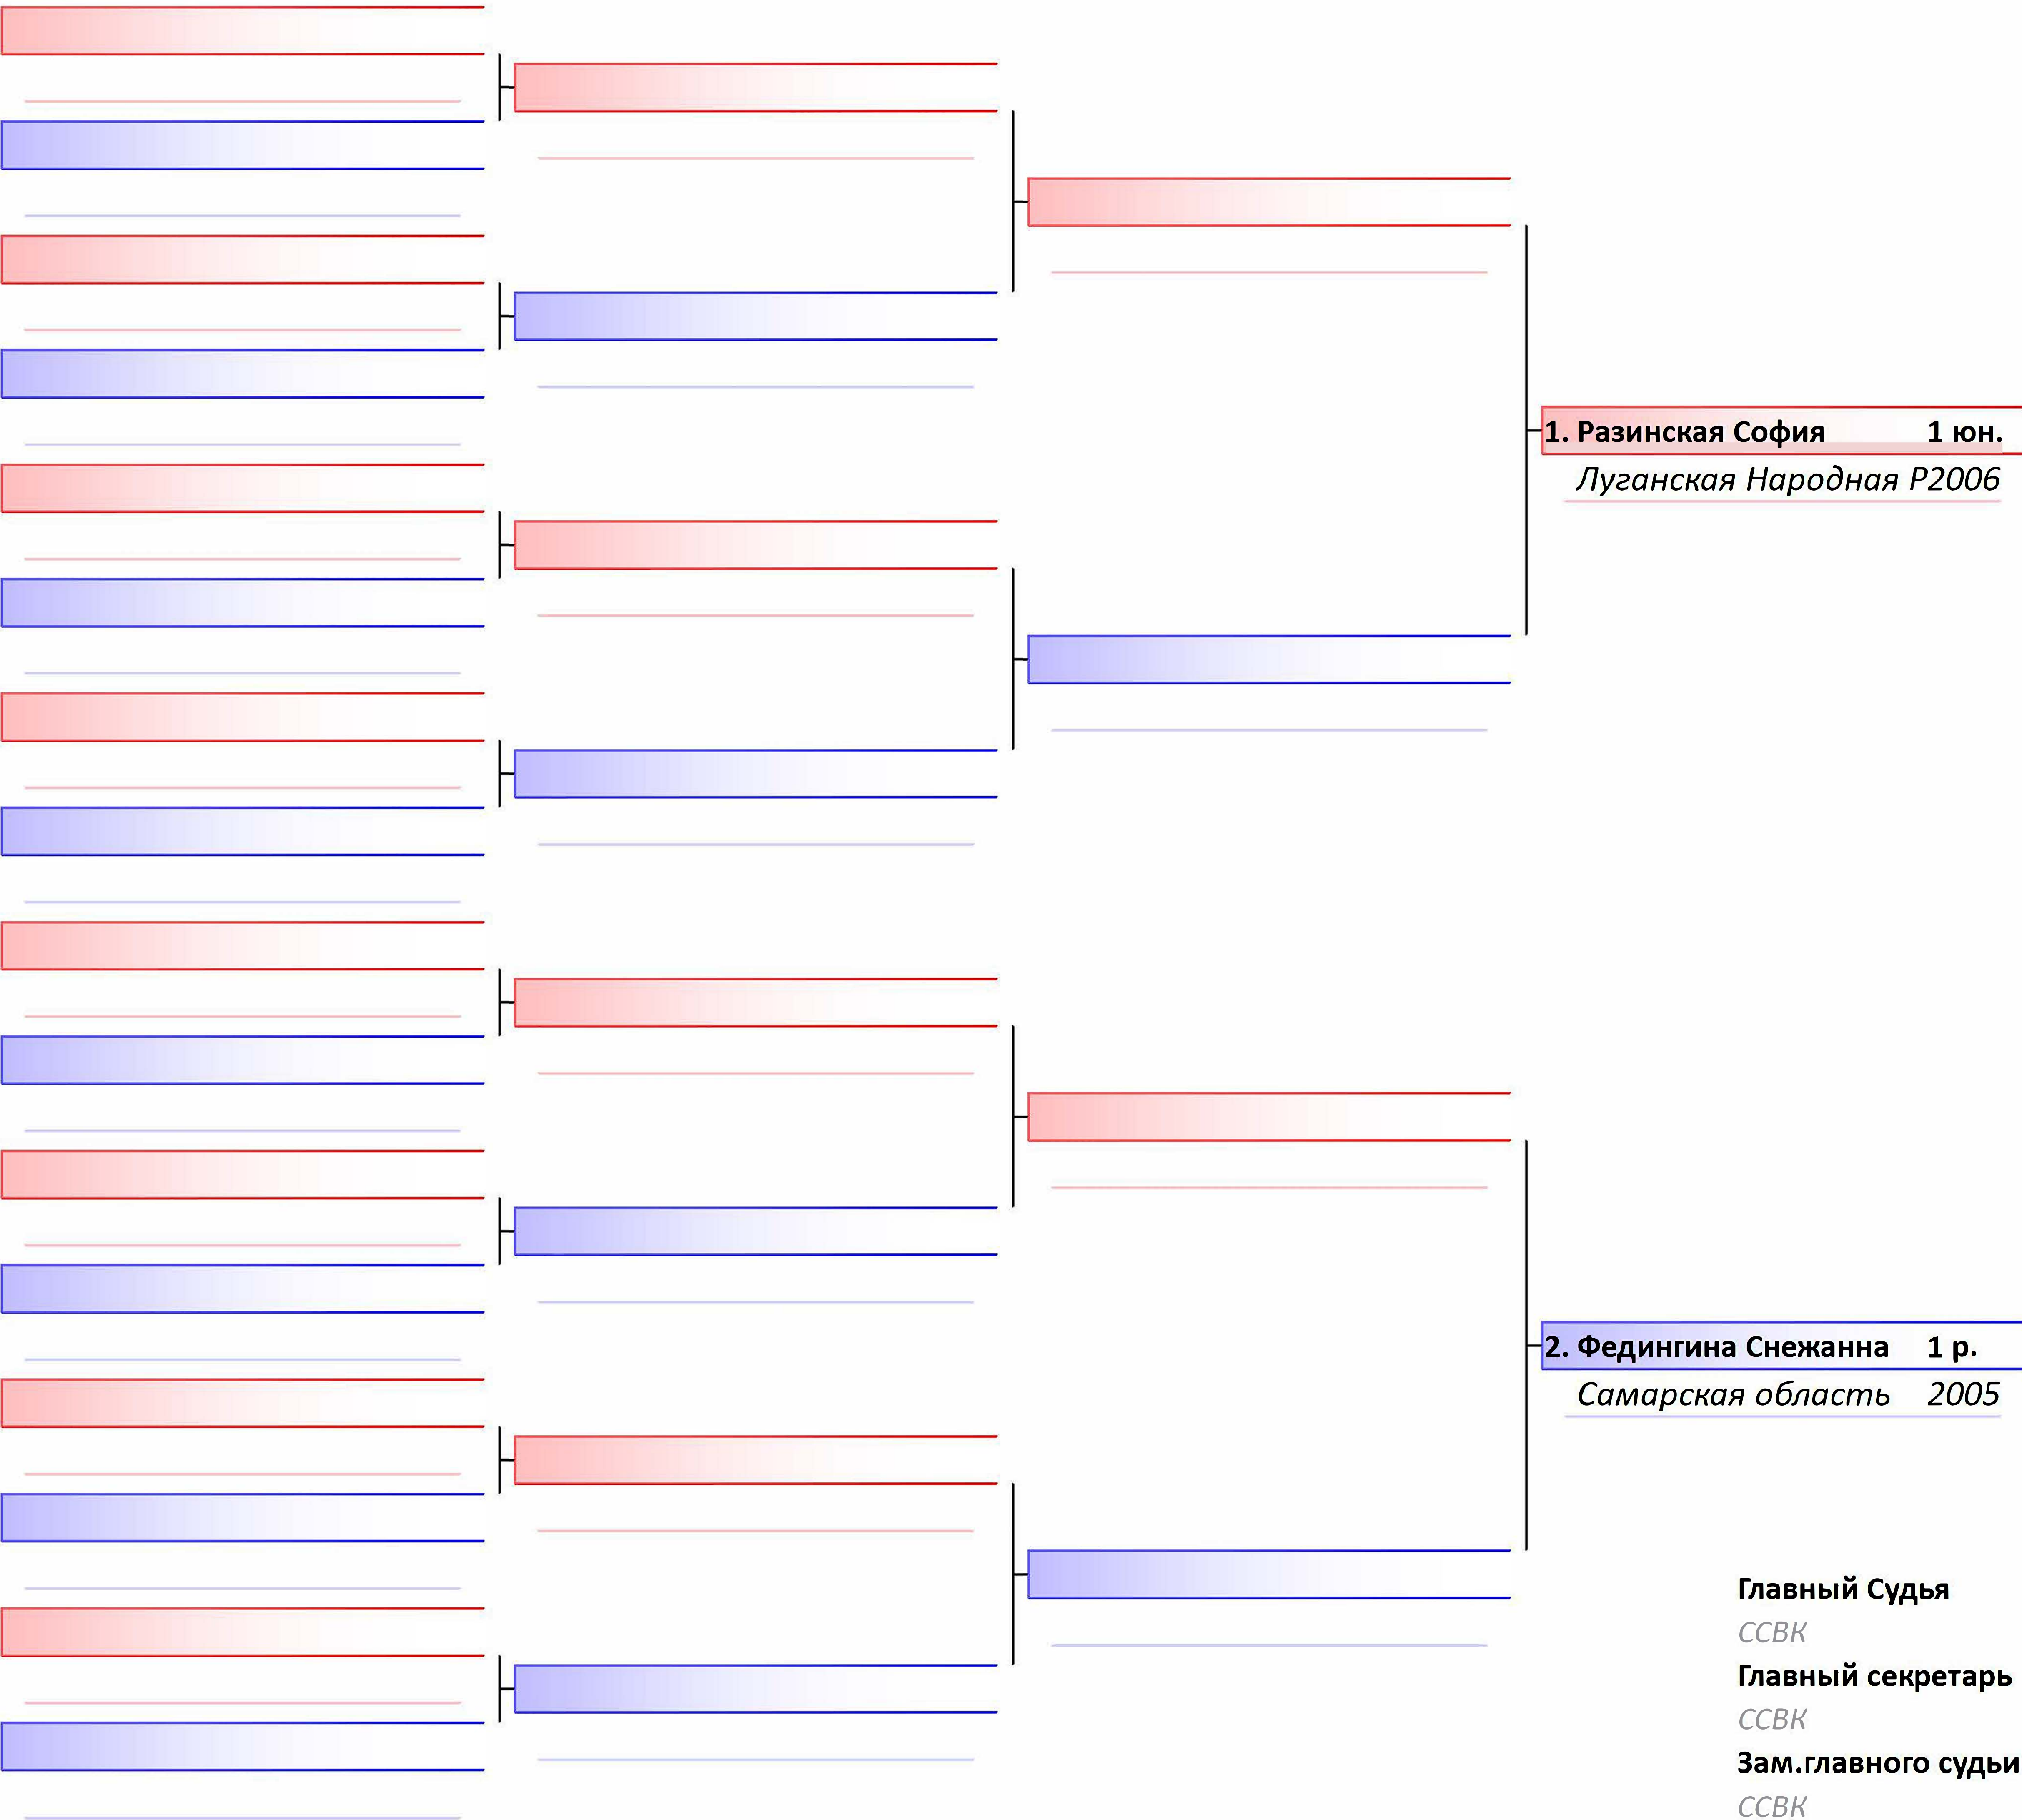 1. Разинская София 1 юн.
Луганская Народная Р2006
2. Федингина Снежанна 1 р.
Самарская область 2005
Главный Судья
ССВК
Главный секретарь
ССВК
Зам.главного судьи
ССВК